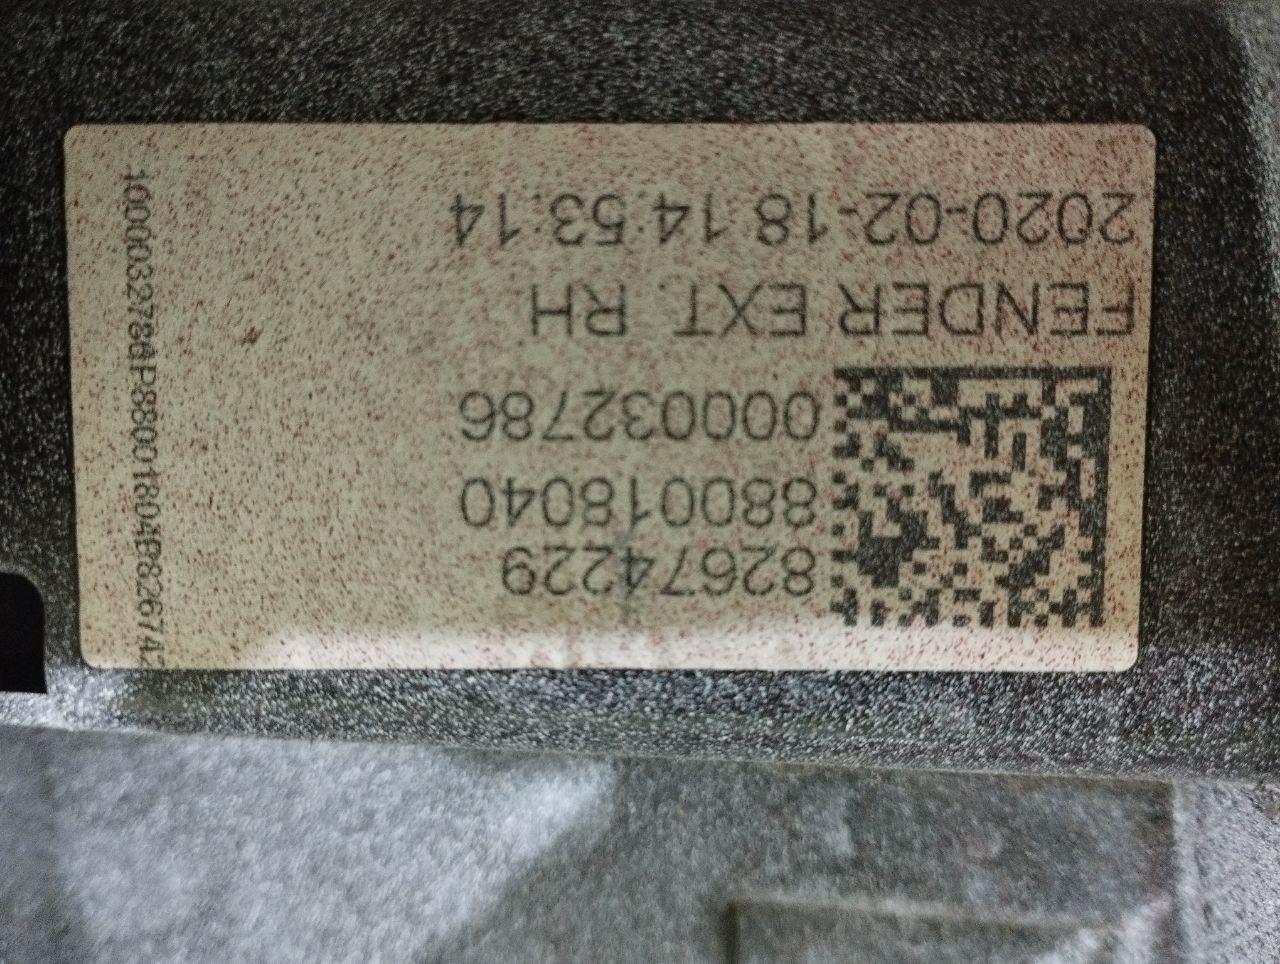 82674229
880018040
000032786
FENDER EXT. RH
2020-02-18 14:53:14